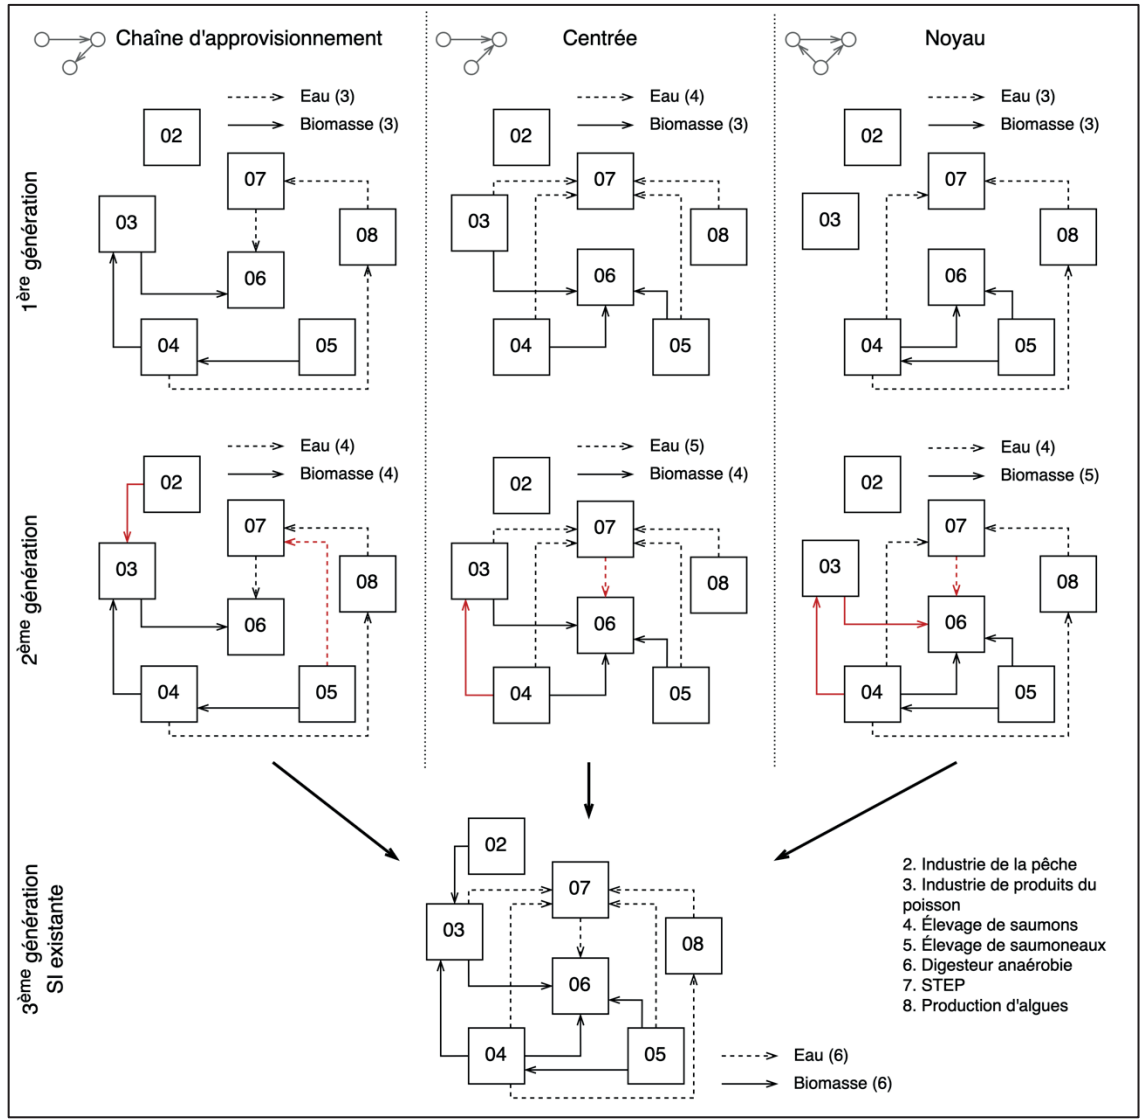 Chaîne d'approvisionnement
Centrée
Noyau
1ère génération
Eau (3)
Biomasse (3)
02
07
03
08
06
04
05
Eau (4)
Biomasse (3)
02
07
03
08
06
04
05
Eau (3)
Biomasse (3)
02
07
03
08
06
04
05
2ème génération
Eau (4)
Biomasse (4)
02
07
03
08
06
04
05
Eau (5)
Biomasse (4)
02
07
03
08
06
04
05
Eau (4)
Biomasse (5)
02
07
03
08
06
04
05
3ème génération
SI existante
02
07
03
08
06
04
05
2. Industrie de la pêche
3. Industrie de produits du
poisson
4. Élevage de saumons
5. Élevage de saumoneaux
6. Digesteur anaérobie
7. STEP
8. Production d'algues
Eau (6)
Biomasse (6)